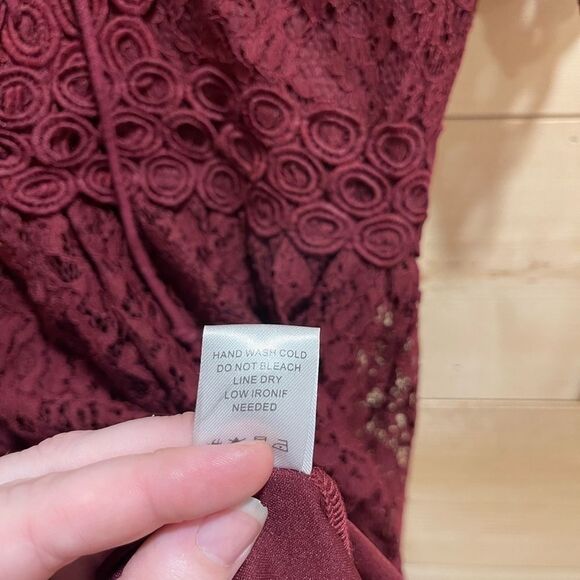 HAND WASH COLD
DO NOT BLEACH
LINE DRY
LOW IRONIF
NEEDED